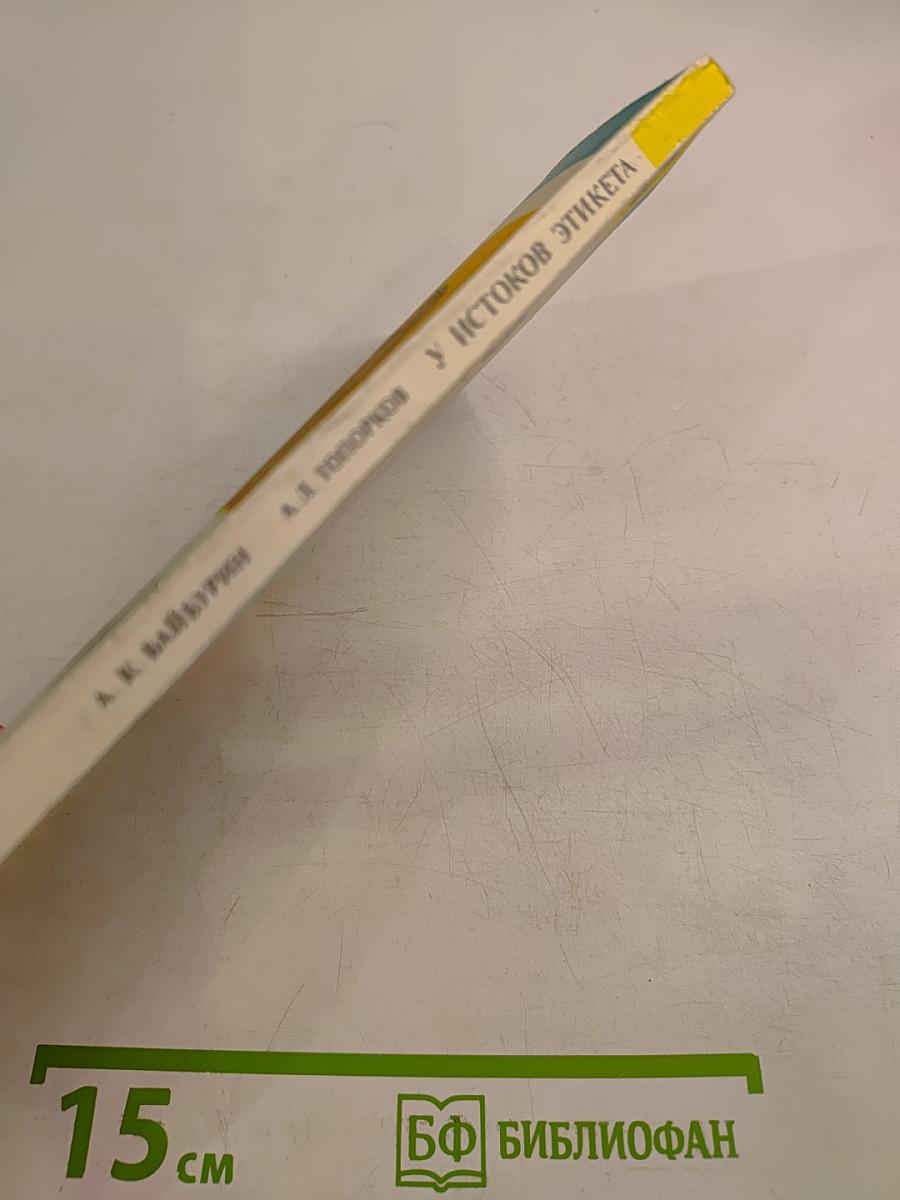 А. К. БАЙБУРИН А. Л. ТОПОРКОВ У ИСТОКОВ ЭТИКЕТА
15 см
БФ БИБЛИОФАН